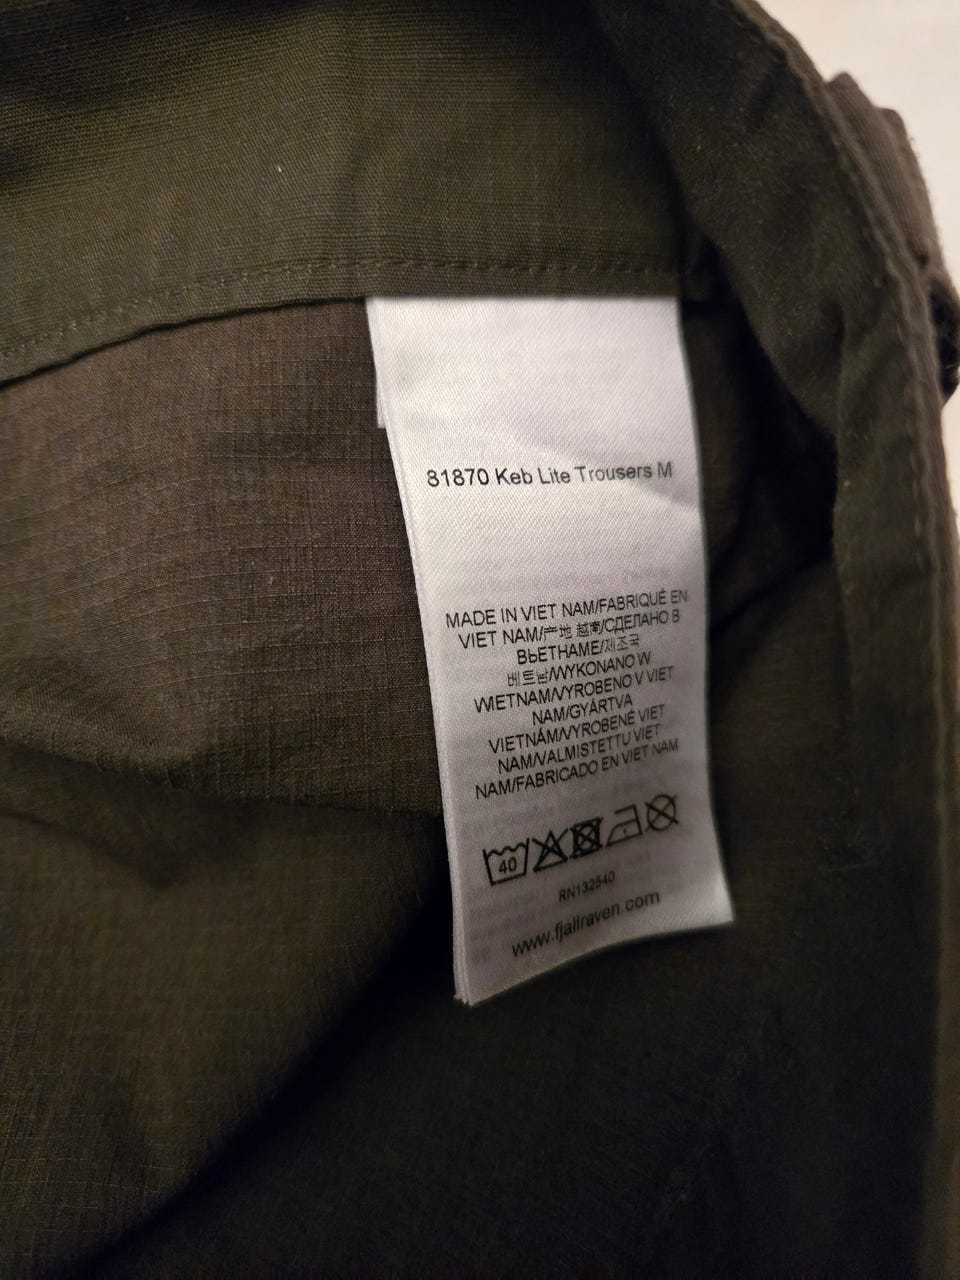 81870 Keb Lite Trousers M
MADE IN VIET NAM/FABRIQUÉ EN
VIET NAM/产地 越南/СДЕЛАНО В
ВЬЕТНАМЕ/제조국
베트남/WYKONANO W
WIETNAM/VYROBENO V VIET
NAM/GYÁRTVA
VIETNÁM/VYROBENÉ VIET
NAM/VALMISTETTU VIET
NAM/FABRICADO EN VIET NAM
40
RN132540
www.fjallraven.com